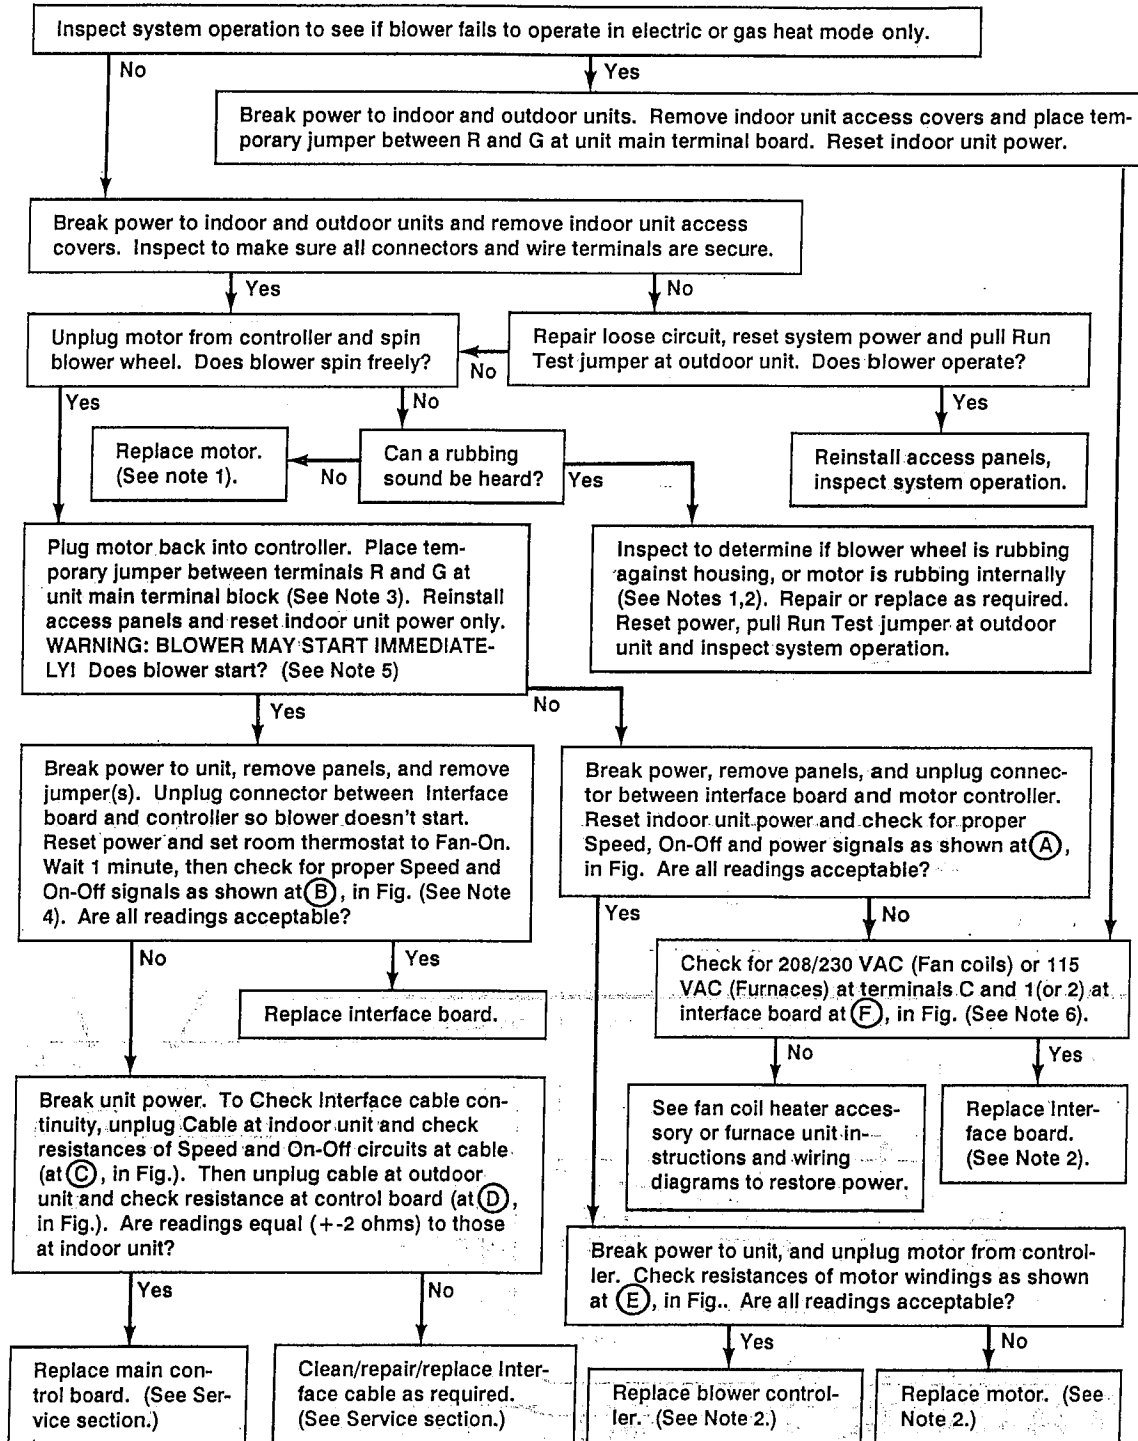 Inspect system operation to see if blower fails to operate in electric or gas heat mode only.
No
Yes
Break power to indoor and outdoor units. Remove indoor unit access covers and place tem-
porary jumper between R and G at unit main terminal board. Reset indoor unit power.
Break power to indoor and outdoor units and remove indoor unit access
covers. Inspect to make sure all connectors and wire terminals are secure.
Yes
No
Unplug motor from controller and spin
blower wheel. Does blower spin freely?
No
Repair loose circuit, reset system power and pull Run
Test jumper at outdoor unit. Does blower operate?
Yes
No
Yes
Replace motor.
(See note 1).
No
Can a rubbing
sound be heard?
Yes
Reinstall access panels,
inspect system operation.
Plug motor back into controller. Place tem-
porary jumper between terminals R and G at
unit main terminal block (See Note 3). Reinstall
access panels and reset indoor unit power only.
WARNING: BLOWER MAY START IMMEDIATE-
LY! Does blower start? (See Note 5)
Inspect to determine if blower wheel is rubbing
against housing, or motor is rubbing internally
(See Notes 1,2). Repair or replace as required.
Reset power, pull Run Test jumper at outdoor
unit and inspect system operation.
Yes
No
Break power to unit, remove panels, and remove
jumper(s). Unplug connector between Interface
board and controller so blower doesn't start.
Reset power and set room thermostat to Fan-On.
Wait 1 minute, then check for proper Speed and
On-Off signals as shown at B, in Fig. (See Note
4). Are all readings acceptable?
Break power, remove panels, and unplug connec-
tor between interface board and motor controller.
Reset indoor unit power and check for proper
Speed, On-Off and power signals as shown at A,
in Fig. Are all readings acceptable?
No
Yes
Yes
No
Replace interface board.
Check for 208/230 VAC (Fan coils) or 115
VAC (Furnaces) at terminals C and 1(or 2) at
interface board at F, in Fig. (See Note 6).
No
Yes
Break unit power. To Check Interface cable con-
tinuity, unplug Cable at indoor unit and check
resistances of Speed and On-Off circuits at cable
(at C, in Fig.). Then unplug cable at outdoor
unit and check resistance at control board (at D,
in Fig.). Are readings equal (+-2 ohms) to those
at indoor unit?
See fan coil heater acces-
sory or furnace unit in-
structions and wiring
diagrams to restore power.
Replace Inter-
face board.
(See Note 2).
Break power to unit, and unplug motor from control-
ler. Check resistances of motor windings as shown
at E, in Fig.. Are all readings acceptable?
Yes
No
Yes
No
Replace main con-
trol board. (See Ser-
vice section.)
Clean/repair/replace Inter-
face cable as required.
(See Service section.)
Replace blower control-
ler. (See Note 2.)
Replace motor. (See
Note 2.)